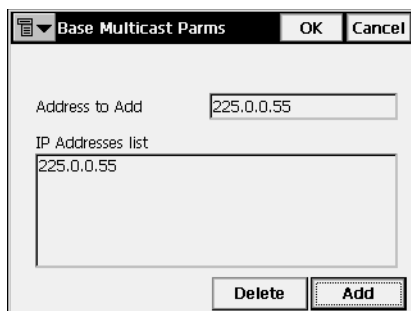 Base Multicast Parms OK Cancel
Address to Add 225.0.0.55
IP Addresses list
225.0.0.55
Delete Add